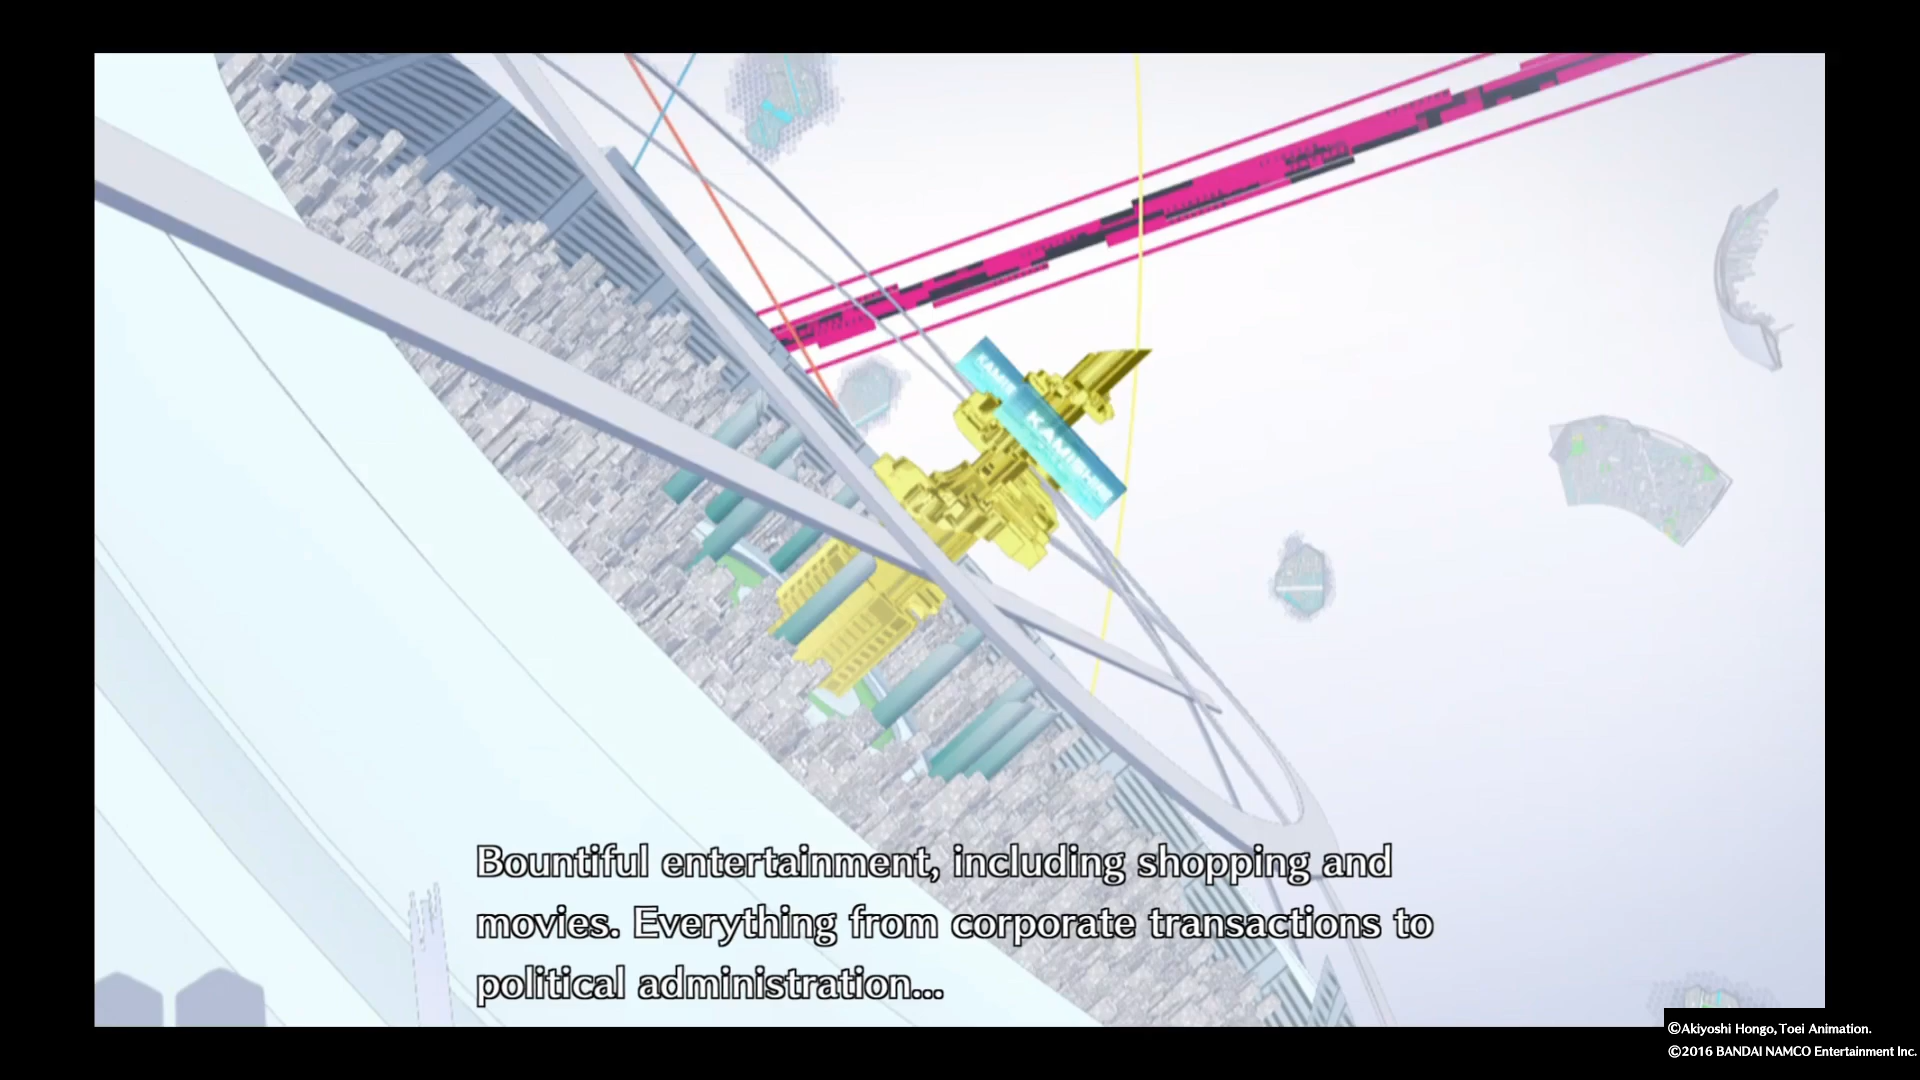 KAMISHIRO
Bountiful entertainment, including shopping and
movies. Everything from corporate transactions to
political administration...
©Akiyoshi Hongo, Toei Animation.
©2016 BANDAI NAMCO Entertainment Inc.